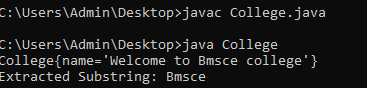 C:\Users\Admin\Desktop>javac College.java
C:\Users\Admin\Desktop>java College
College{name='Welcome to Bmsce college'}
Extracted Substring: Bmsce